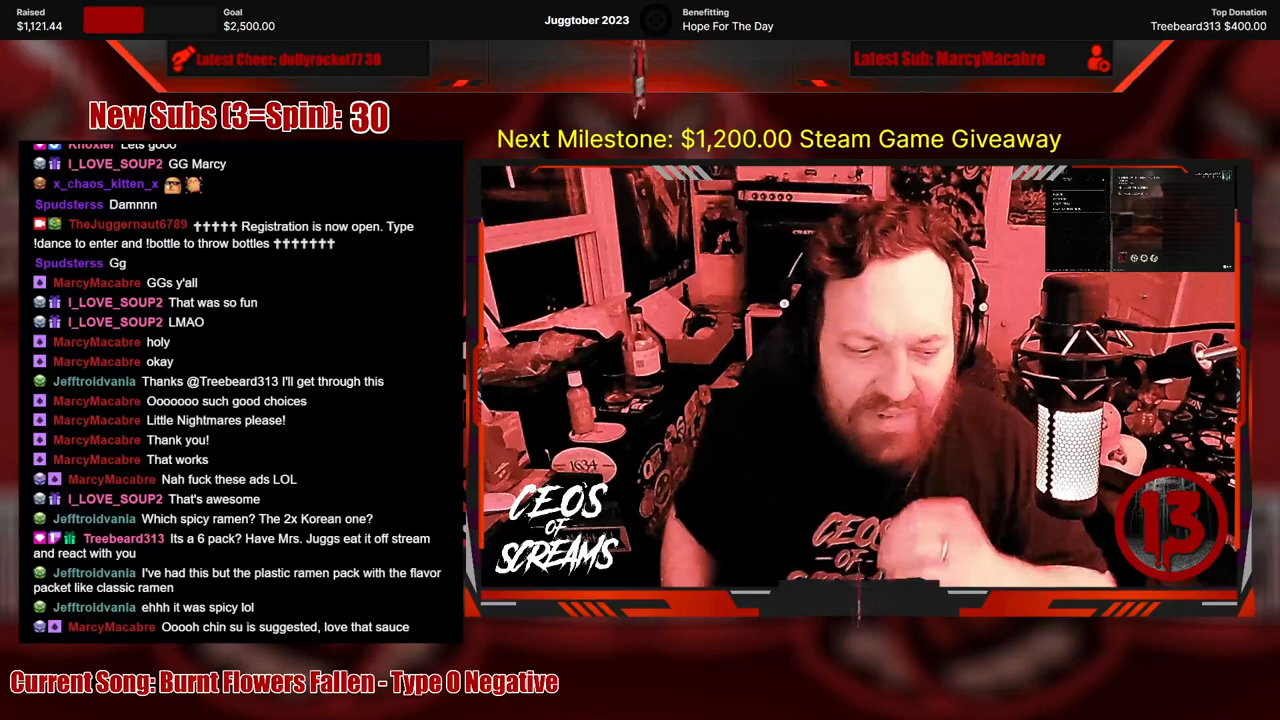 Raised
$1,121.44
Goal
$2,500.00
Juggtober 2023
Benefitting
Hope For The Day
Top Donation
Treebeard313 $400.00
Latest Cheer: dollyrocket77 30
Latest Sub: MarcyMacabre
New Subs (3=Spin): 30
Next Milestone: $1,200.00 Steam Game Giveaway
Knoxier Lets gooo
I_LOVE_SOUP2 GG Marcy
x_chaos_kitten_x
Spudsterss Damnnn
TheJuggernaut6789 ✝✝✝✝✝ Registration is now open. Type
!dance to enter and !bottle to throw bottles ✝✝✝✝✝✝✝
Spudsterss Gg
MarcyMacabre GGs y'all
I_LOVE_SOUP2 That was so fun
I_LOVE_SOUP2 LMAO
MarcyMacabre holy
MarcyMacabre okay
Jefftroidvania Thanks @Treebeard313 I'll get through this
MarcyMacabre Ooooooo such good choices
MarcyMacabre Little Nightmares please!
MarcyMacabre Thank you!
MarcyMacabre That works
MarcyMacabre Nah fuck these ads LOL
I_LOVE_SOUP2 That's awesome
Jefftroidvania Which spicy ramen? The 2x Korean one?
Treebeard313 Its a 6 pack? Have Mrs. Juggs eat it off stream
and react with you
Jefftroidvania I've had this but the plastic ramen pack with the flavor
packet like classic ramen
Jefftroidvania ehhh it was spicy lol
MarcyMacabre Ooooh chin su is suggested, love that sauce
1634
CEO'S
OF
SCREAMS
CEO'S
OF
13
Current Song: Burnt Flowers Fallen - Type O Negative